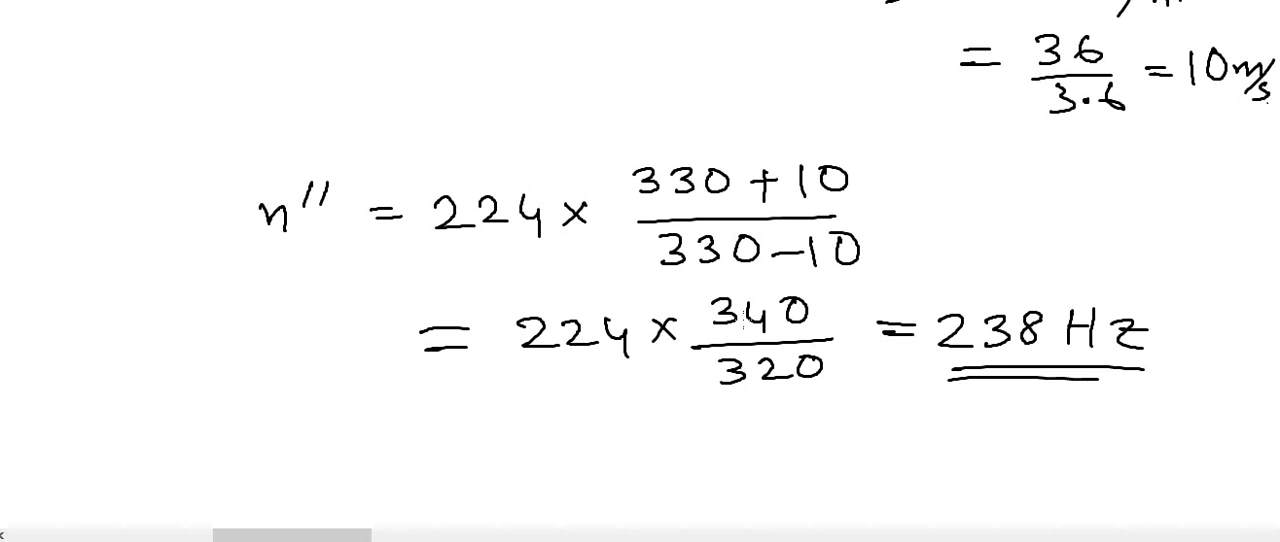 = 36/3.6 = 10 m/s
n'' = 224 × (330 + 10)/(330 – 10)
= 224 × 340/320 = 238 Hz